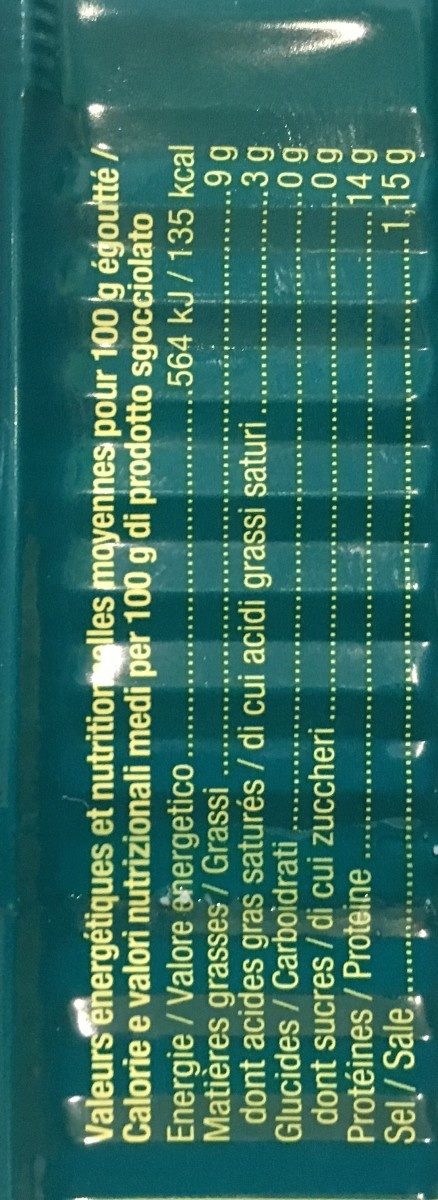 Valeurs énergétiques et nutritionnelles moyennes pour 100 g égoutté /
Calorie e valori nutrizionali medi per 100 g di prodotto sgocciolato
Energie / Valore energetico ............ 564 kJ / 135 kcal
Matières grasses / Grassi ............ 9 g
dont acides gras saturés / di cui acidi grassi saturi ............ 3 g
Glucides / Carboidrati ............ 0 g
dont sucres / di cui zuccheri ............ 0 g
Protéines / Proteine ............ 14 g
Sel / Sale ............ 1,15 g